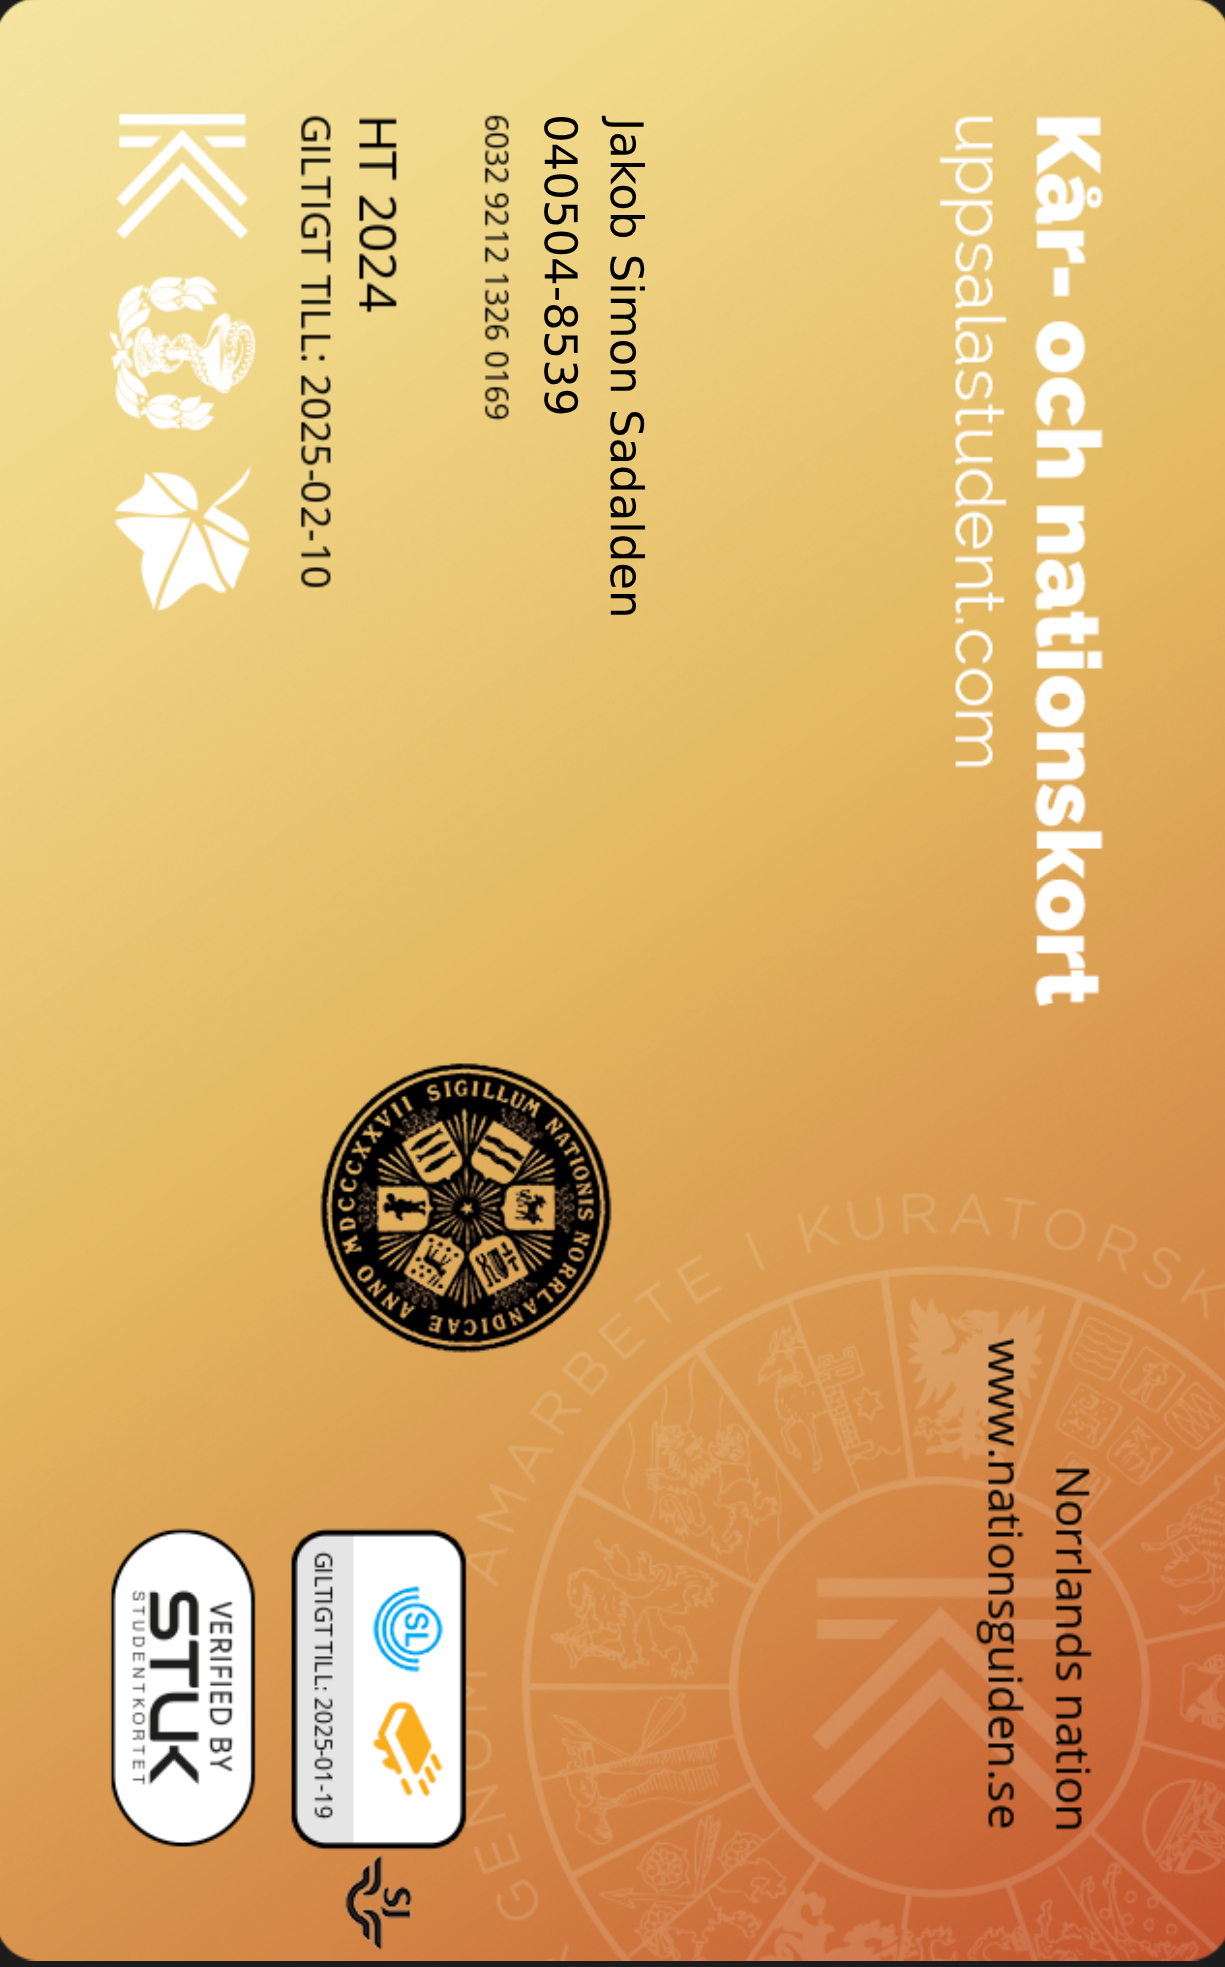 Kår- och nationskort
uppsalastudent.com
Norrlands nation
www.nationsguiden.se
Jakob Simon Sadalden
040504-8539
6032 9212 1326 0169
HT 2024
GILTIGT TILL: 2025-02-10
SIGILLUM NATIONIS NORRLANDICAE ANNO MDCCCXXVII
SL
GILTIGT TILL: 2025-01-19
SJ
VERIFIED BY
STUK
STUDENTKORTET
GENOM
AMARBETE I KURATORSK